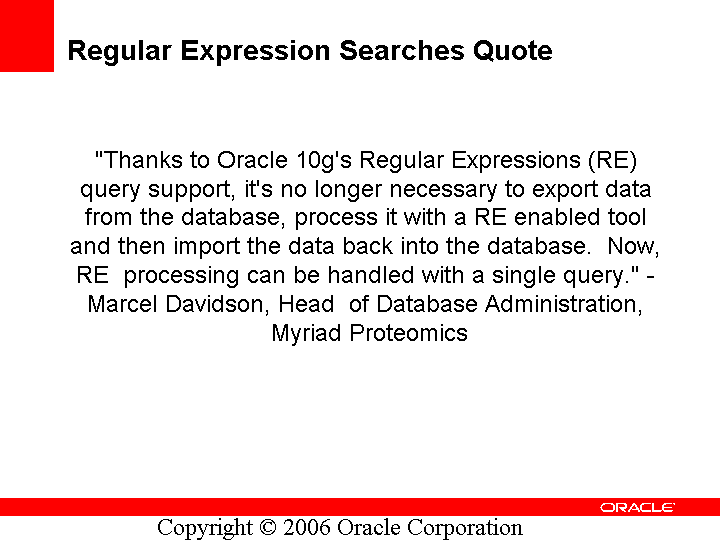 Regular Expression Searches Quote
"Thanks to Oracle 10g's Regular Expressions (RE)
query support, it's no longer necessary to export data
from the database, process it with a RE enabled tool
and then import the data back into the database.  Now,
RE  processing can be handled with a single query." -
Marcel Davidson, Head  of Database Administration,
Myriad Proteomics
ORACLE
Copyright © 2006 Oracle Corporation